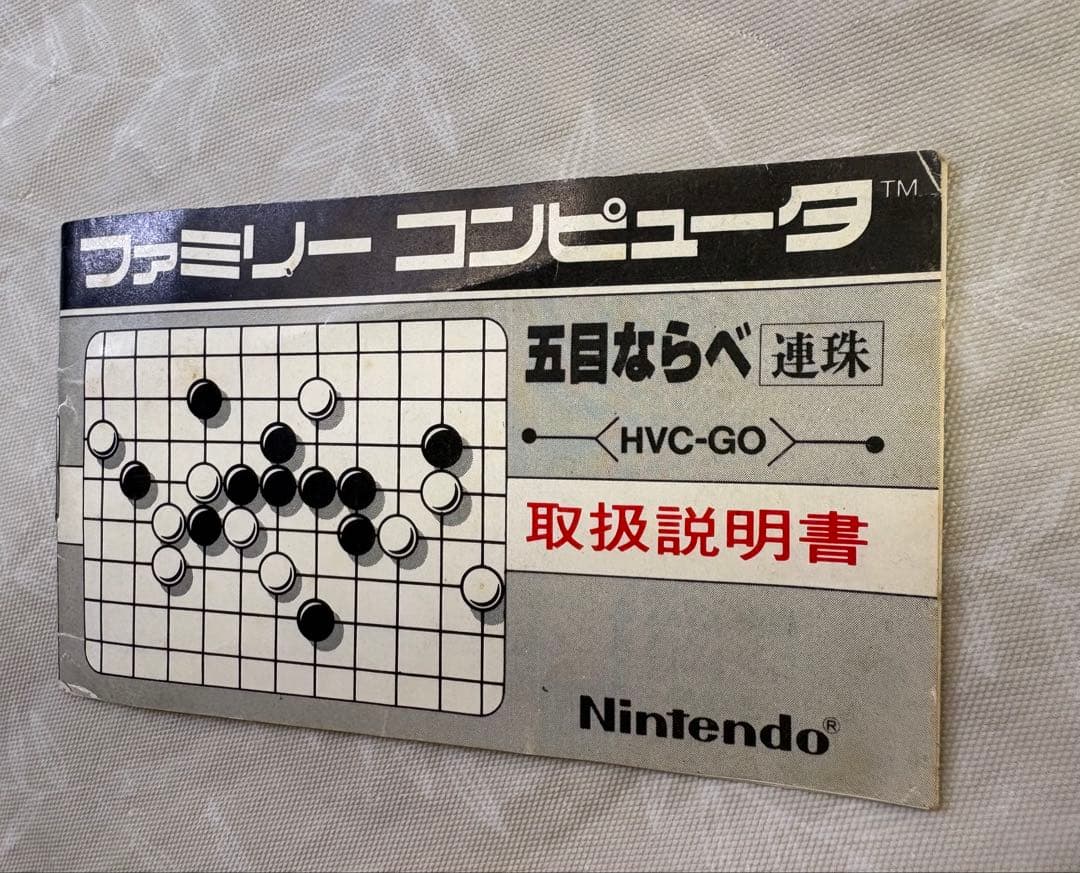 ファミリー コンピュータ™
五目ならべ 連珠
HVC-GO
取扱説明書
Nintendo®